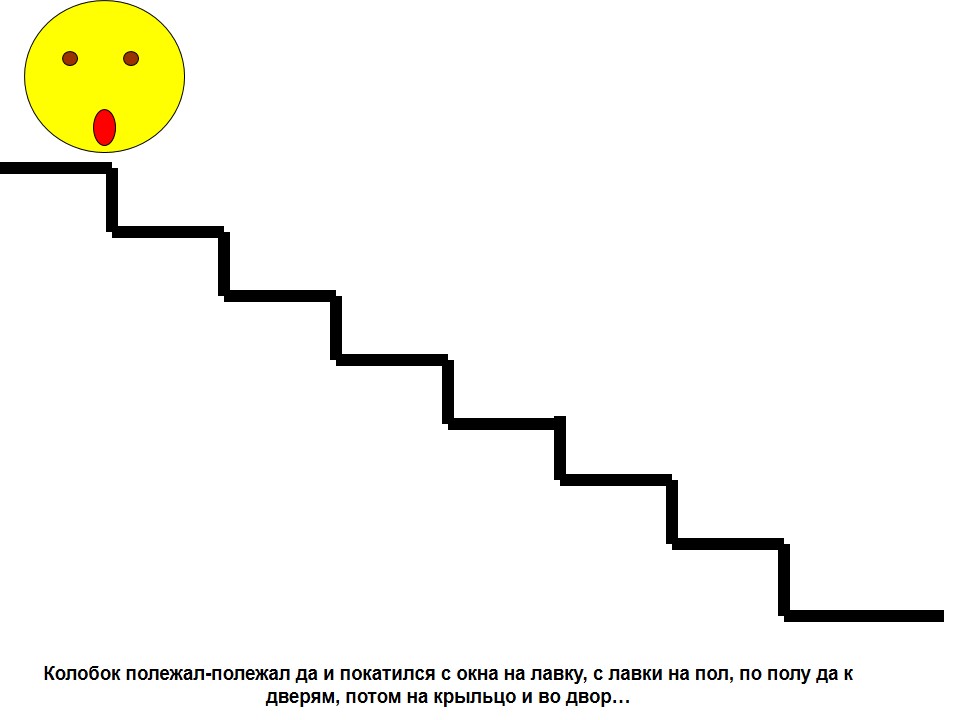 Колобок полежал-полежал да и покатился с окна на лавку, с лавки на пол, по полу да к
дверям, потом на крыльцо и во двор…